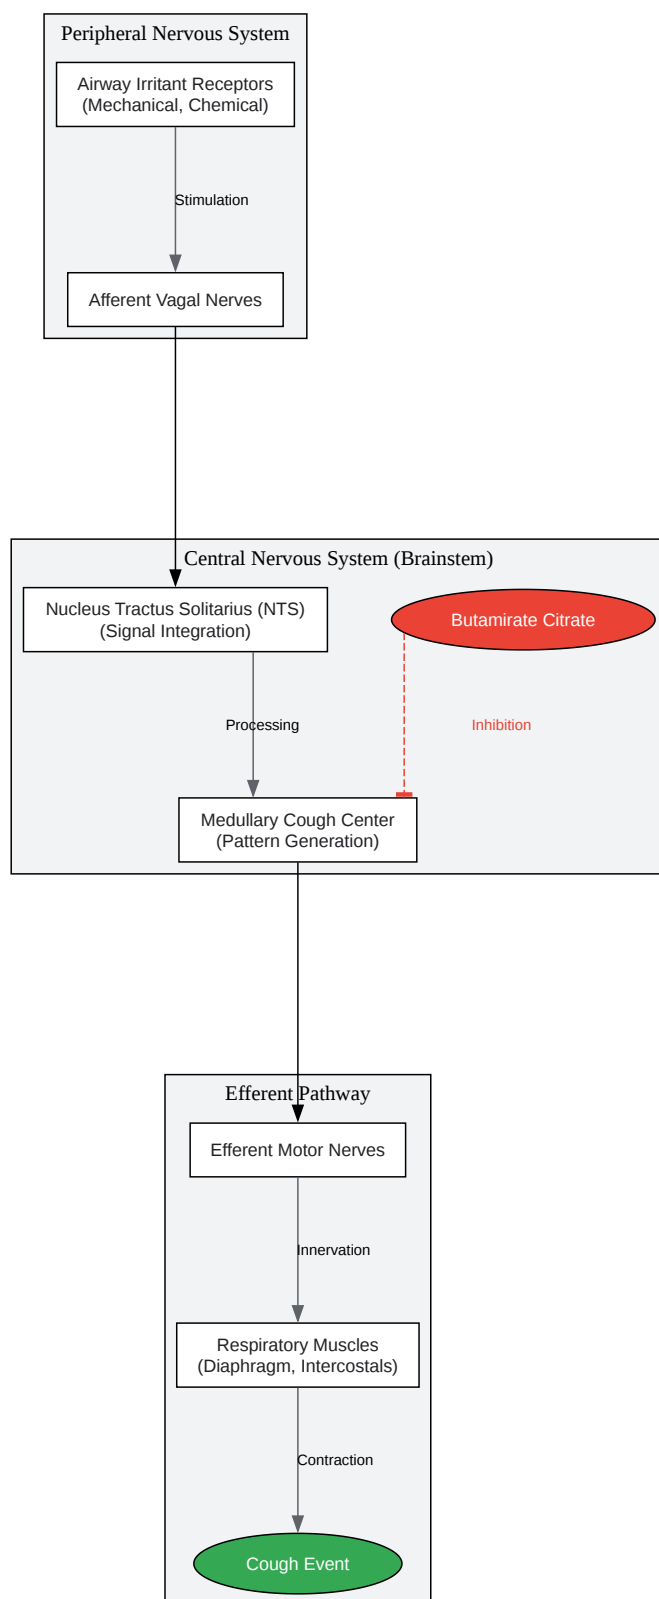 Peripheral Nervous System
Airway Irritant Receptors
(Mechanical, Chemical)
Stimulation
Afferent Vagal Nerves
Central Nervous System (Brainstem)
Nucleus Tractus Solitarius (NTS)
(Signal Integration)
Butamirate Citrate
Processing
Inhibition
Medullary Cough Center
(Pattern Generation)
Efferent Pathway
Efferent Motor Nerves
Innervation
Respiratory Muscles
(Diaphragm, Intercostals)
Contraction
Cough Event